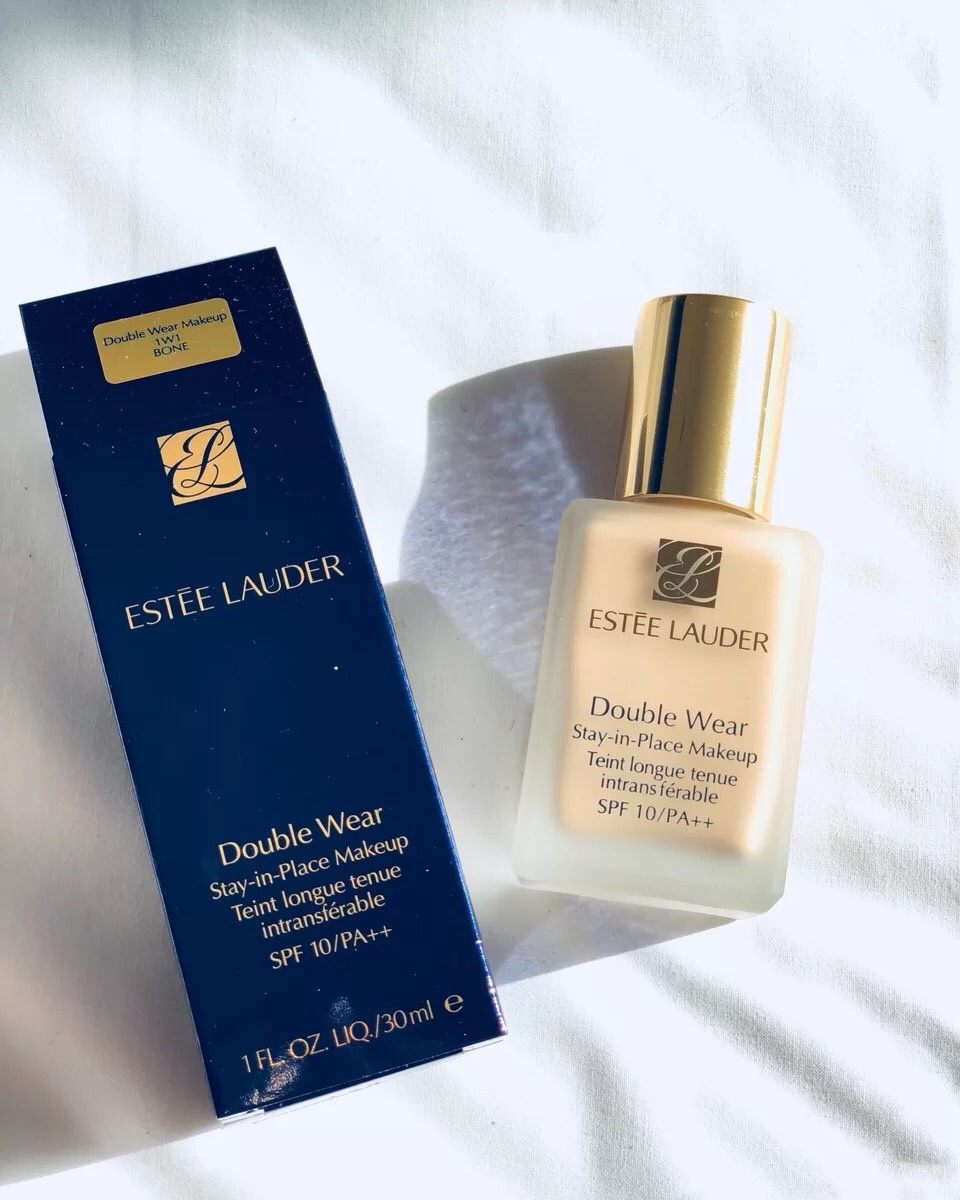 Double Wear Makeup
1W1
BONE
ESTĒE LAUDER
Double Wear
Stay-in-Place Makeup
Teint longue tenue
intransférable
SPF 10/PA++
1 FL. OZ. LIQ./30ml e
ESTĒE LAUDER
Double Wear
Stay-in-Place Makeup
Teint longue tenue
intransférable
SPF 10/PA++